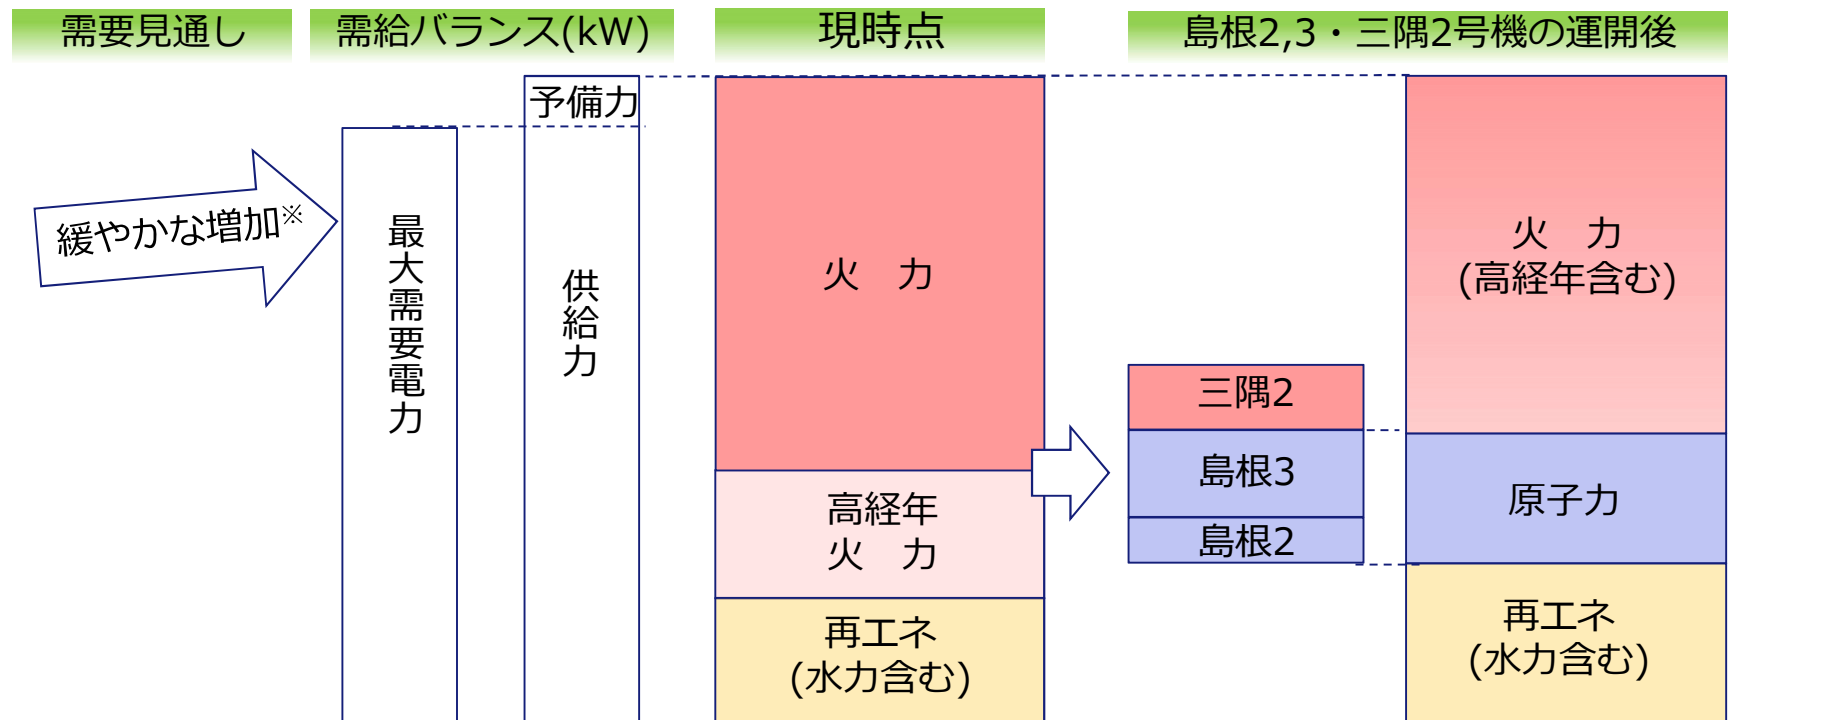 需要見通し
需給バランス(kW)
現時点
島根2,3・三隅2号機の運開後
緩やかな増加※
最大需要電力
予備力
供給力
火　力
高経年
火　力
再エネ
(水力含む)
三隅2
島根3
島根2
火　力
(高経年含む)
原子力
再エネ
(水力含む)